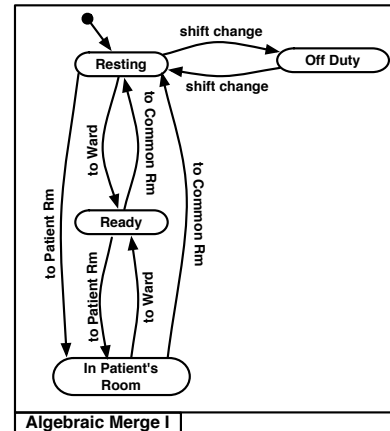 shift change
Resting
Off Duty
shift change
to Ward
to Common Rm
to Common Rm
to Patient Rm
Ready
to Patient Rm
to Ward
In Patient's
Room
Algebraic Merge I